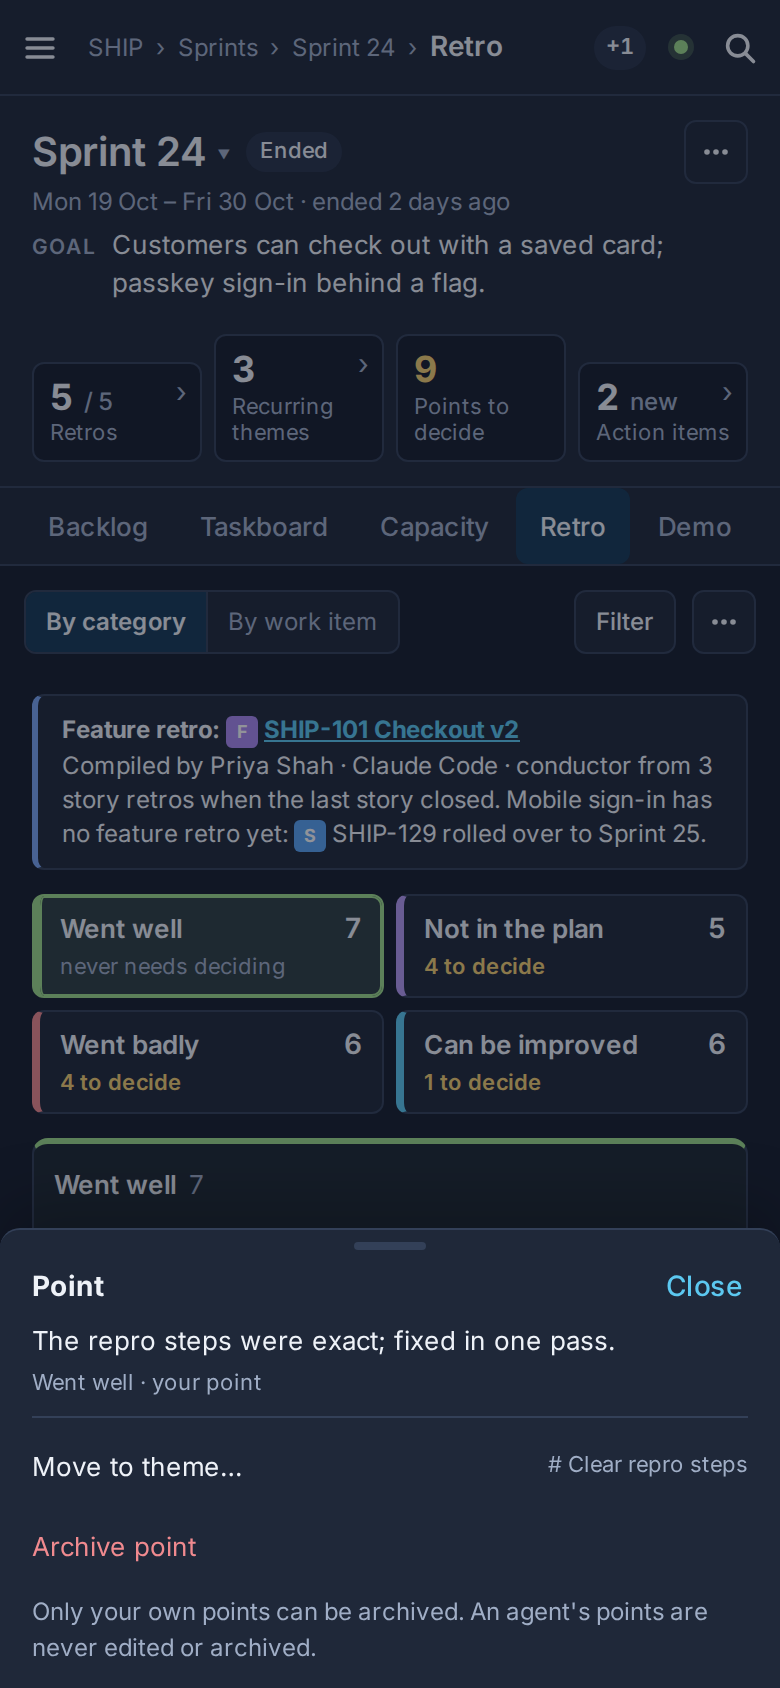 SHIP › Sprints › Sprint 24 › Retro +1
Sprint 24 ▾ Ended •••
Mon 19 Oct – Fri 30 Oct · ended 2 days ago
GOAL Customers can check out with a saved card;
passkey sign-in behind a flag.
5 / 5 ›
Retros
3 ›
Recurring
themes
9
Points to
decide
2 new ›
Action items
Backlog Taskboard Capacity Retro Demo
By category By work item Filter •••
Feature retro: F SHIP-101 Checkout v2
Compiled by Priya Shah · Claude Code · conductor from 3
story retros when the last story closed. Mobile sign-in has
no feature retro yet: S SHIP-129 rolled over to Sprint 25.
Went well 7
never needs deciding
Not in the plan 5
4 to decide
Went badly 6
4 to decide
Can be improved 6
1 to decide
Went well 7
Point Close
The repro steps were exact; fixed in one pass.
Went well · your point
Move to theme... # Clear repro steps
Archive point
Only your own points can be archived. An agent's points are
never edited or archived.